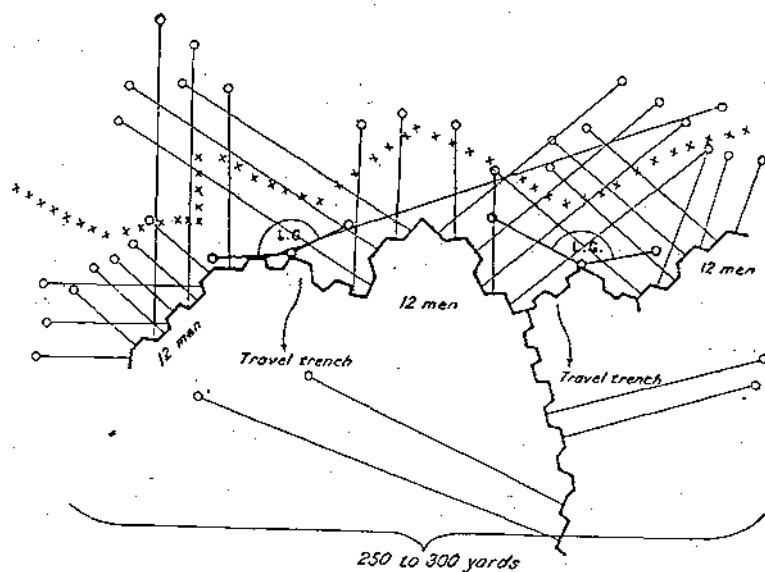 L.G.
L.G.
12 men
12 men
12 men
Travel trench
Travel trench
250 to 300 yards